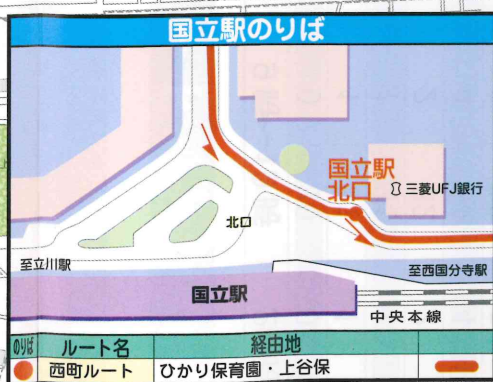 国立駅のりば
国立駅
北口
三菱UFJ銀行
北口
至立川駅
至西国分寺駅
国立駅
中央本線
のりば ルート名 経由地
西町ルート ひかり保育園・上谷保